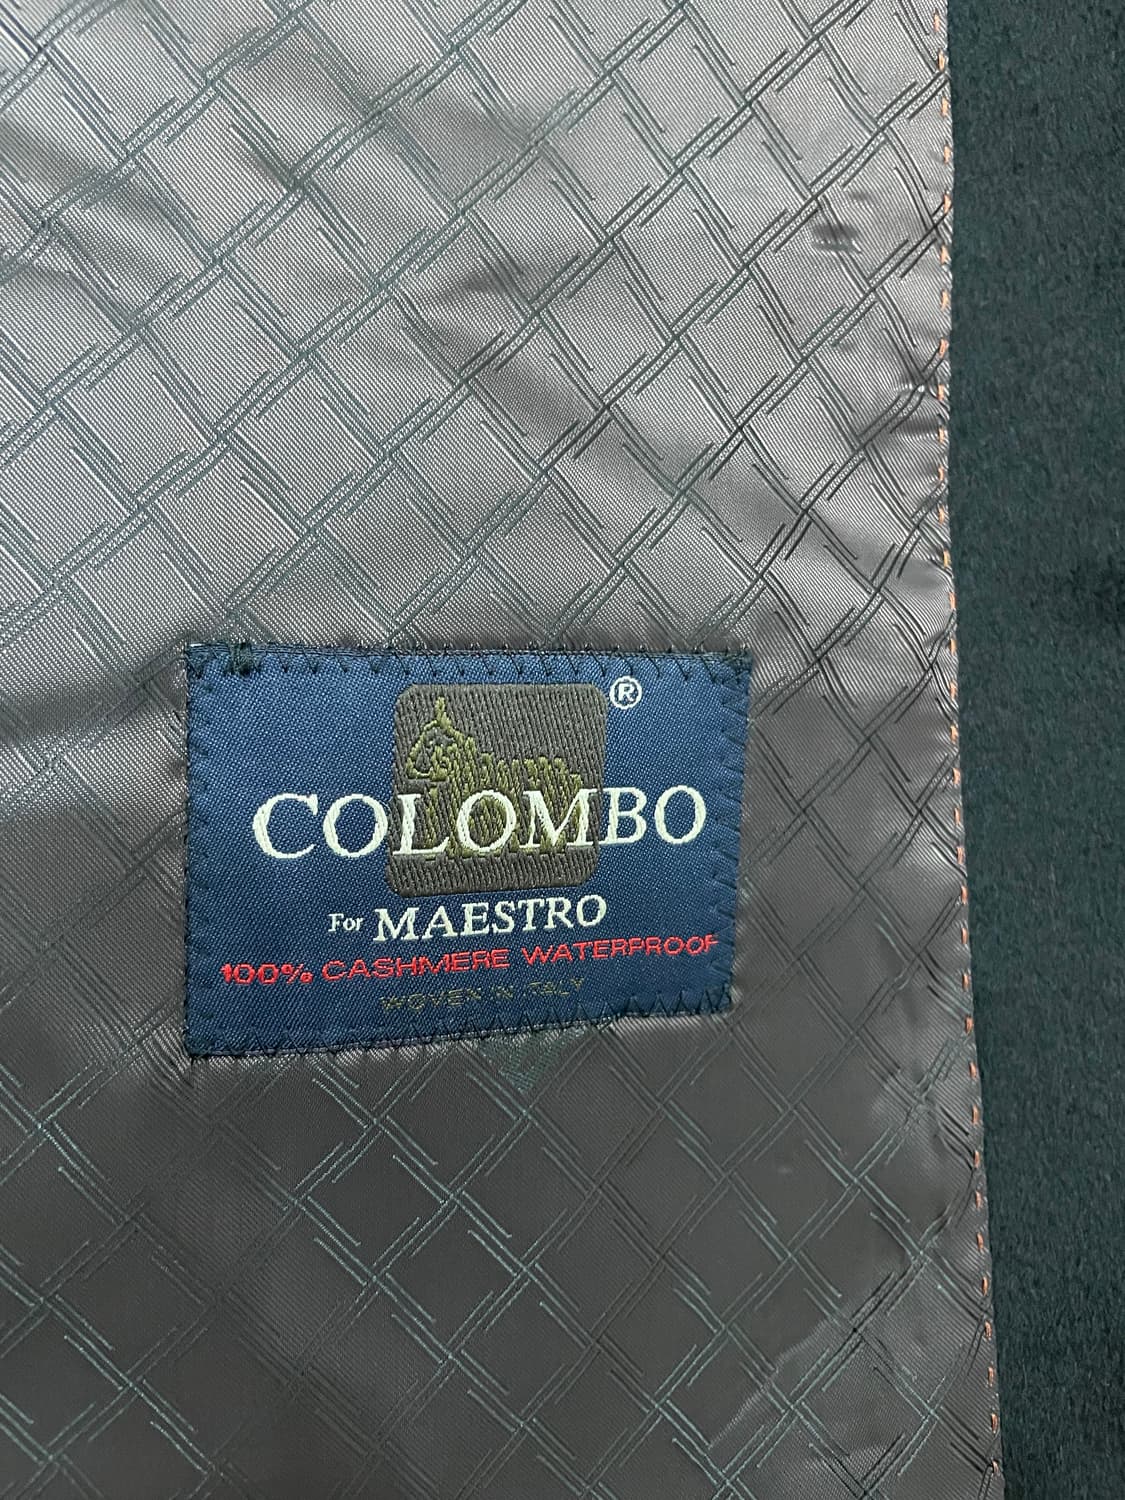 ®
COLOMBO
For MAESTRO
100% CASHMERE WATERPROOF
WOVEN IN ITALY